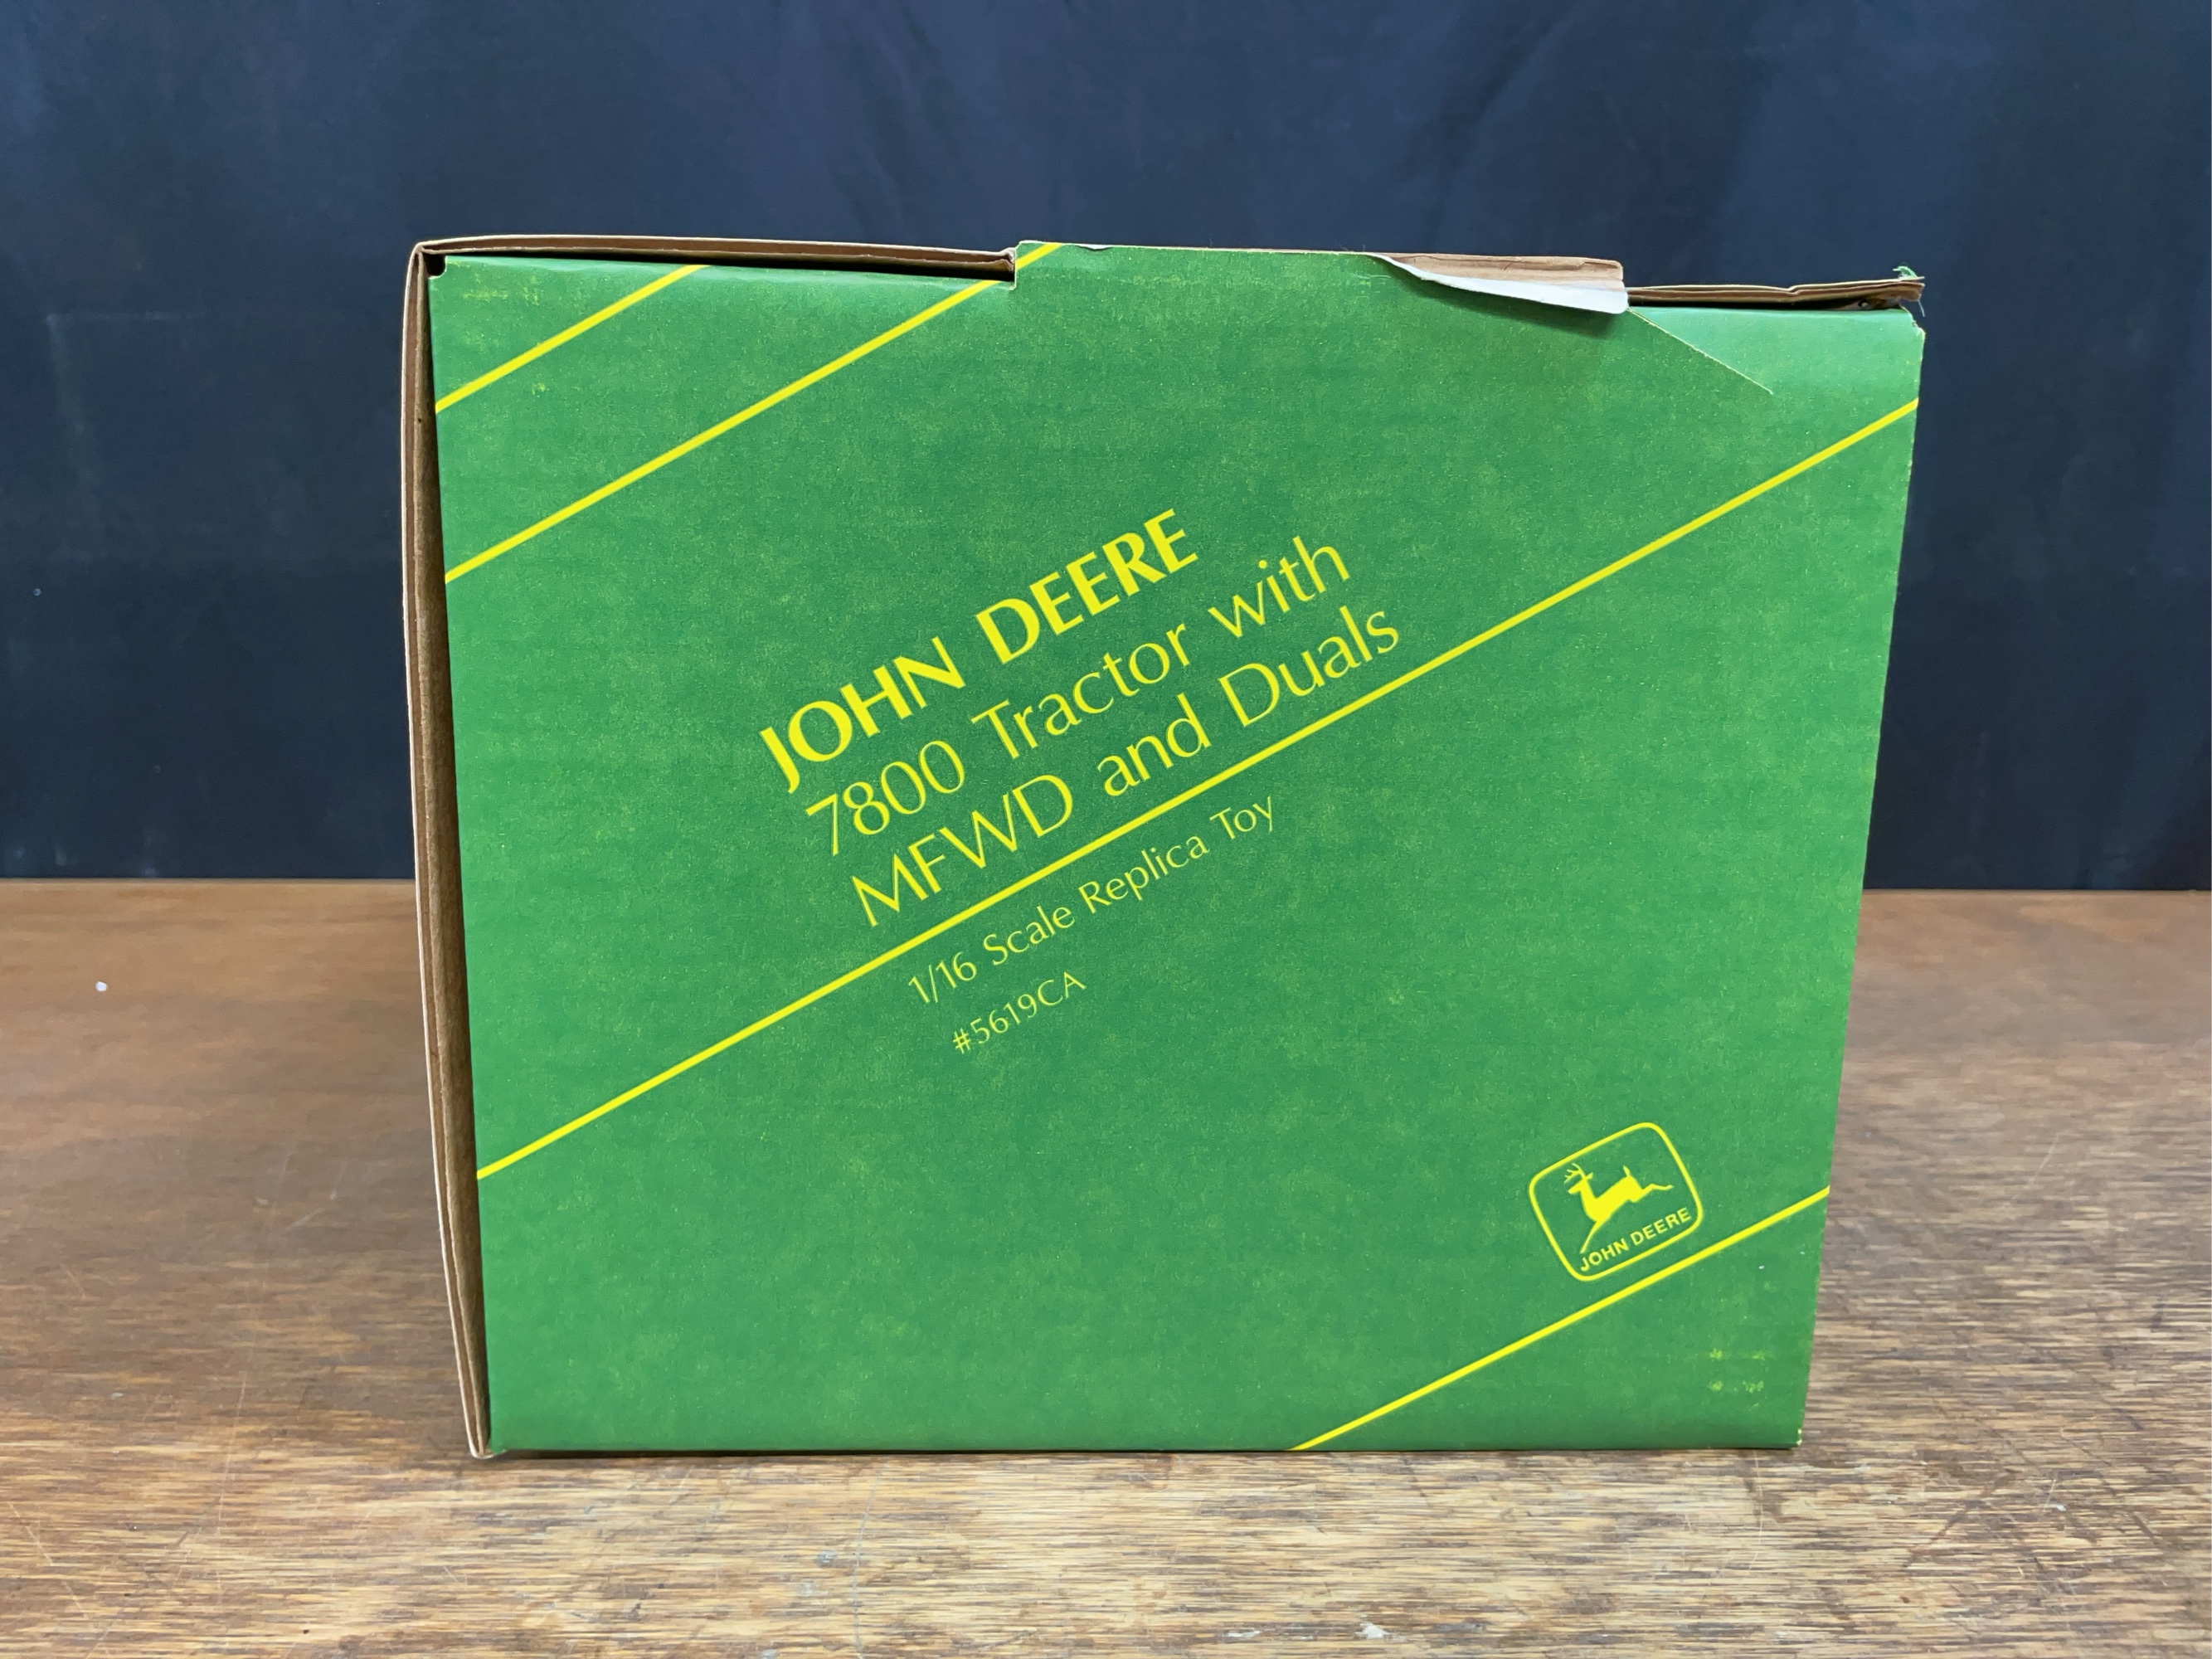 JOHN DEERE
7800 Tractor with
MFWD and Duals
1/16 Scale Replica Toy
#5619CA
JOHN DEERE